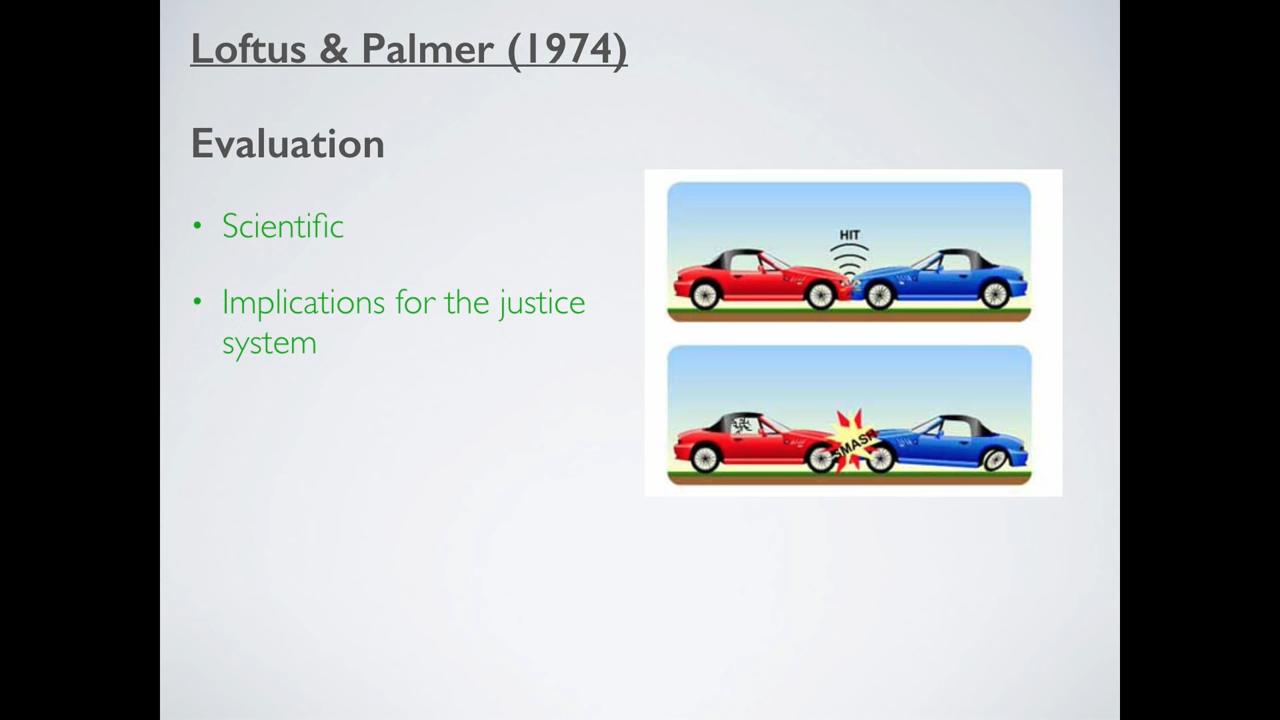 Loftus & Palmer (1974)
Evaluation
• Scientific
• Implications for the justice
system
HIT
SMASH